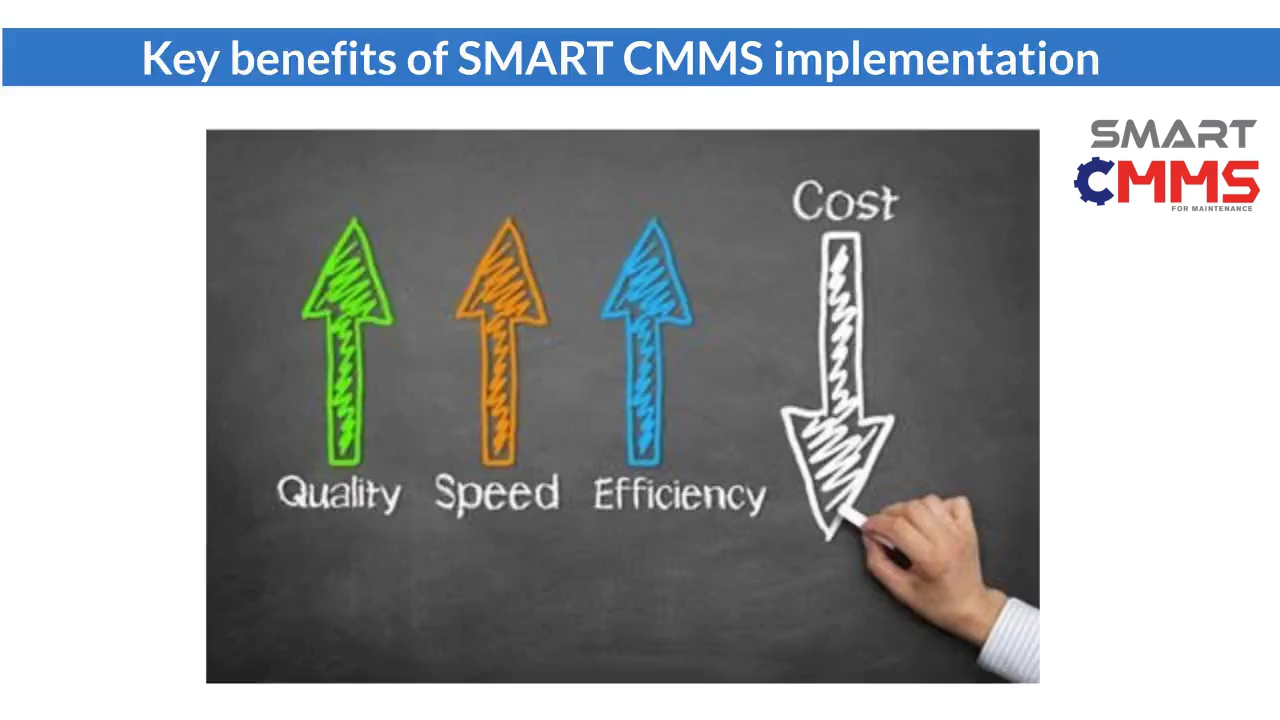 Key benefits of SMART CMMS implementation
SMART
CMMS
FOR MAINTENANCE
Cost
Quality Speed Efficiency